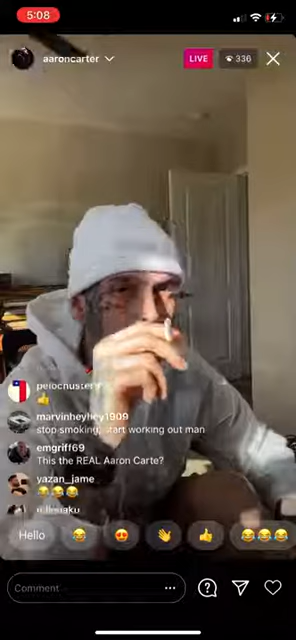 5:08
aaroncarter
LIVE
336
marvinheyhey1909
stop smoking, start working out man
emgriff69
This the REAL Aaron Carte?
yazan_jame
Hello
Comment